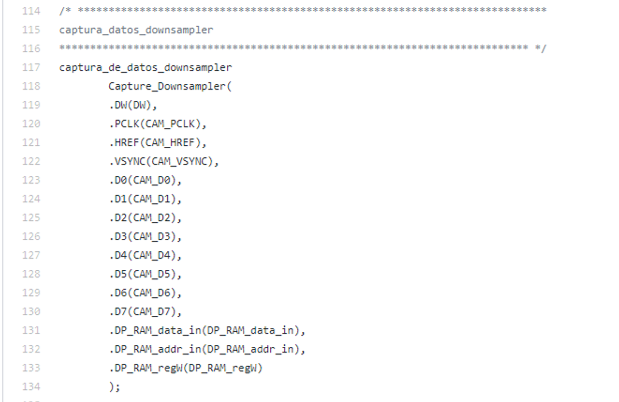 114 /* ***************************************************************************
115 captura_datos_downsampler
116 *************************************************************************** */
117 captura_de_datos_downsampler
118 Capture_Downsampler(
119 .DW(DW),
120 .PCLK(CAM_PCLK),
121 .HREF(CAM_HREF),
122 .VSYNC(CAM_VSYNC),
123 .D0(CAM_D0),
124 .D1(CAM_D1),
125 .D2(CAM_D2),
126 .D3(CAM_D3),
127 .D4(CAM_D4),
128 .D5(CAM_D5),
129 .D6(CAM_D6),
130 .D7(CAM_D7),
131 .DP_RAM_data_in(DP_RAM_data_in),
132 .DP_RAM_addr_in(DP_RAM_addr_in),
133 .DP_RAM_regW(DP_RAM_regW)
134 );